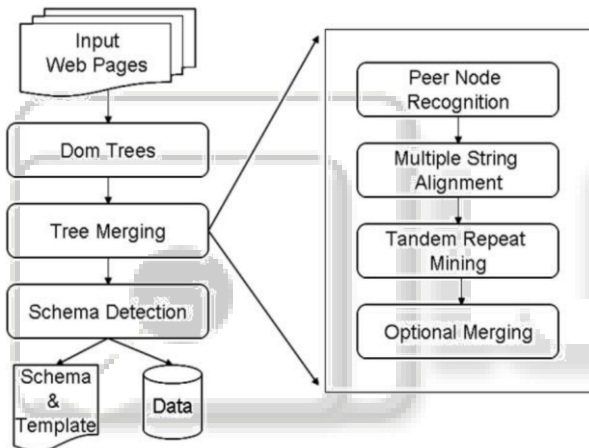 Input
Web Pages
Dom Trees
Tree Merging
Schema Detection
Schema
&
Template
Data
Peer Node
Recognition
Multiple String
Alignment
Tandem Repeat
Mining
Optional Merging